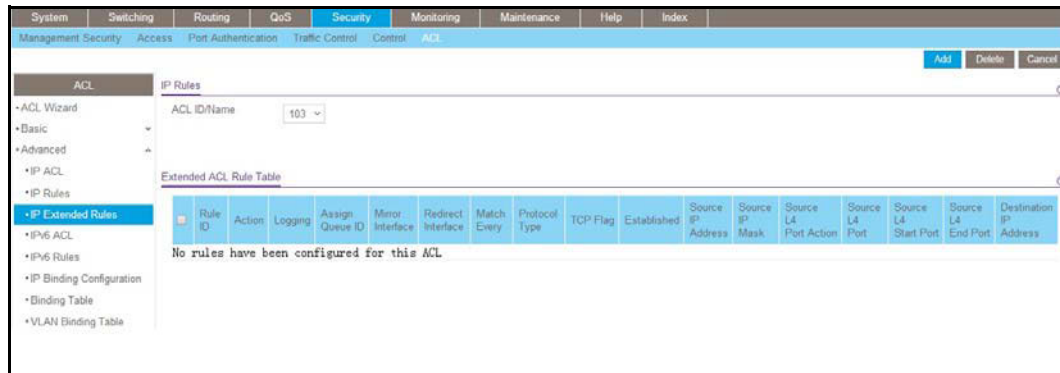 System Switching Routing QoS Security Monitoring Maintenance Help Index
Management Security Access Port Authentication Traffic Control Control ACL
Add Delete Cancel
ACL
ACL Wizard
Basic
Advanced
IP ACL
IP Rules
IP Extended Rules
IPv6 ACL
IPv6 Rules
IP Binding Configuration
Binding Table
VLAN Binding Table
IP Rules
ACL ID/Name 103
Extended ACL Rule Table
Rule ID Action Logging Assign Queue ID Mirror Interface Redirect Interface Match Every Protocol Type TCP Flag Established Source IP Address Source IP Mask Source L4 Port Action Source L4 Port Source L4 Start Port Source L4 End Port Destination IP Address
No rules have been configured for this ACL